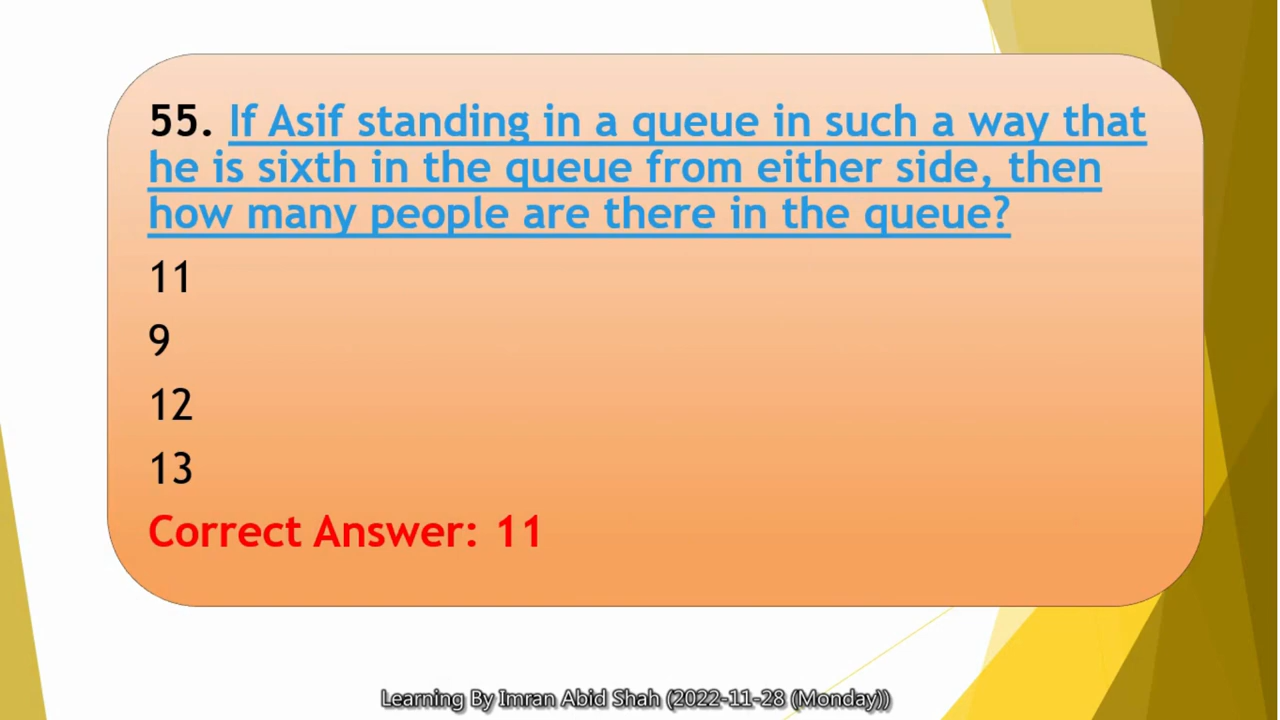 55. If Asif standing in a queue in such a way that
he is sixth in the queue from either side, then
how many people are there in the queue?
11
9
12
13
Correct Answer: 11
Learning By Imran Abid Shah (2022-11-28 (Monday))